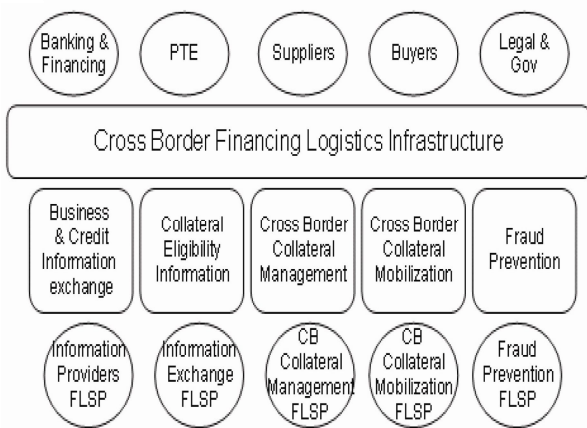 Banking &
Financing
PTE
Suppliers
Buyers
Legal &
Gov
Cross Border Financing Logistics Infrastructure
Business
& Credit
Information
exchange
Collateral
Eligibility
Information
Cross Border
Collateral
Management
Cross Border
Collateral
Mobilization
Fraud
Prevention
Information
Providers
FLSP
Information
Exchange
FLSP
CB
Collateral
Management
FLSP
CB
Collateral
Mobilization
FLSP
Fraud
Prevention
FLSP